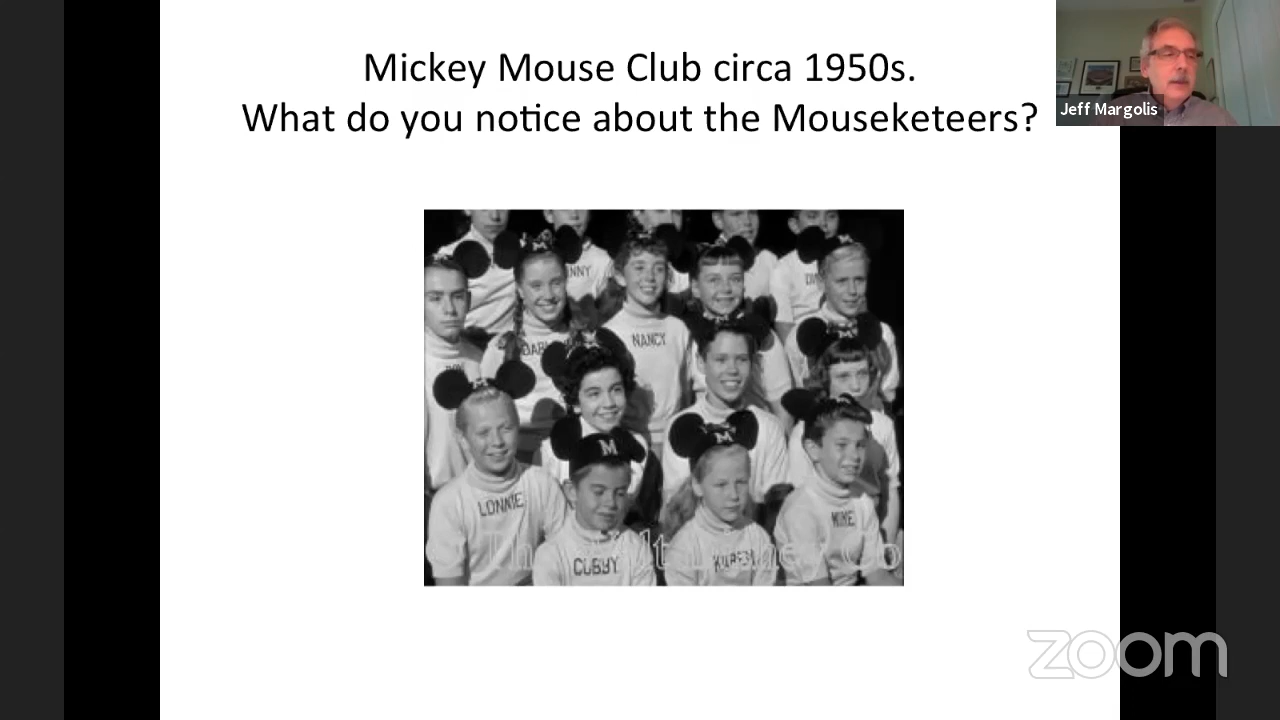 Mickey Mouse Club circa 1950s.
What do you notice about the Mouseketeers?
Jeff Margolis
NANCY
LONNIE
CUBBY
MIKE
zoom